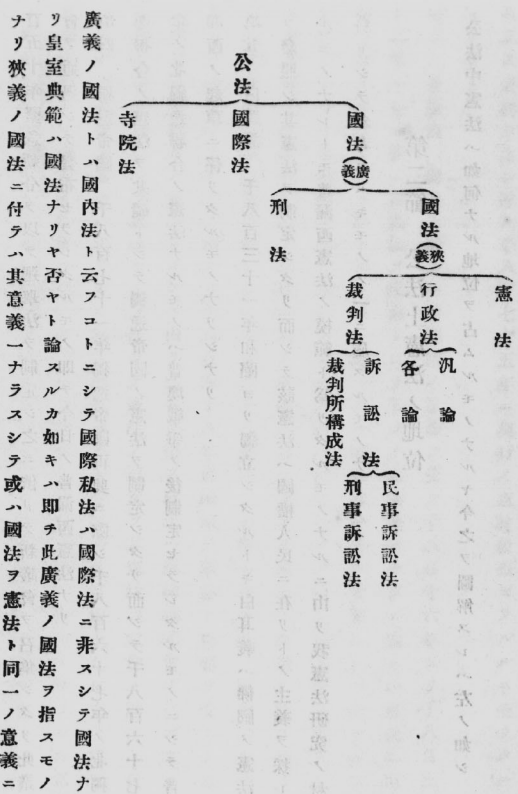 公法
國法(廣義)
國際法
寺院法
國法(狹義)
刑法
憲法
行政法
裁判法
汎論
各論
訴訟法
裁判所構成法
民事訴訟法
刑事訴訟法
廣義ノ國法トハ國內法ト云フコトニシテ國際私法ハ國際法ニ非スシテ國法ナ
リ皇室典範ハ國法ナリヤ否ヤト論スルカ如キハ卽チ此廣義ノ國法ヲ指スモノ
ナリ狹義ノ國法ニ付テハ其意義一ナラスシテ或ハ國法ヲ憲法ト同一ノ意義ニ